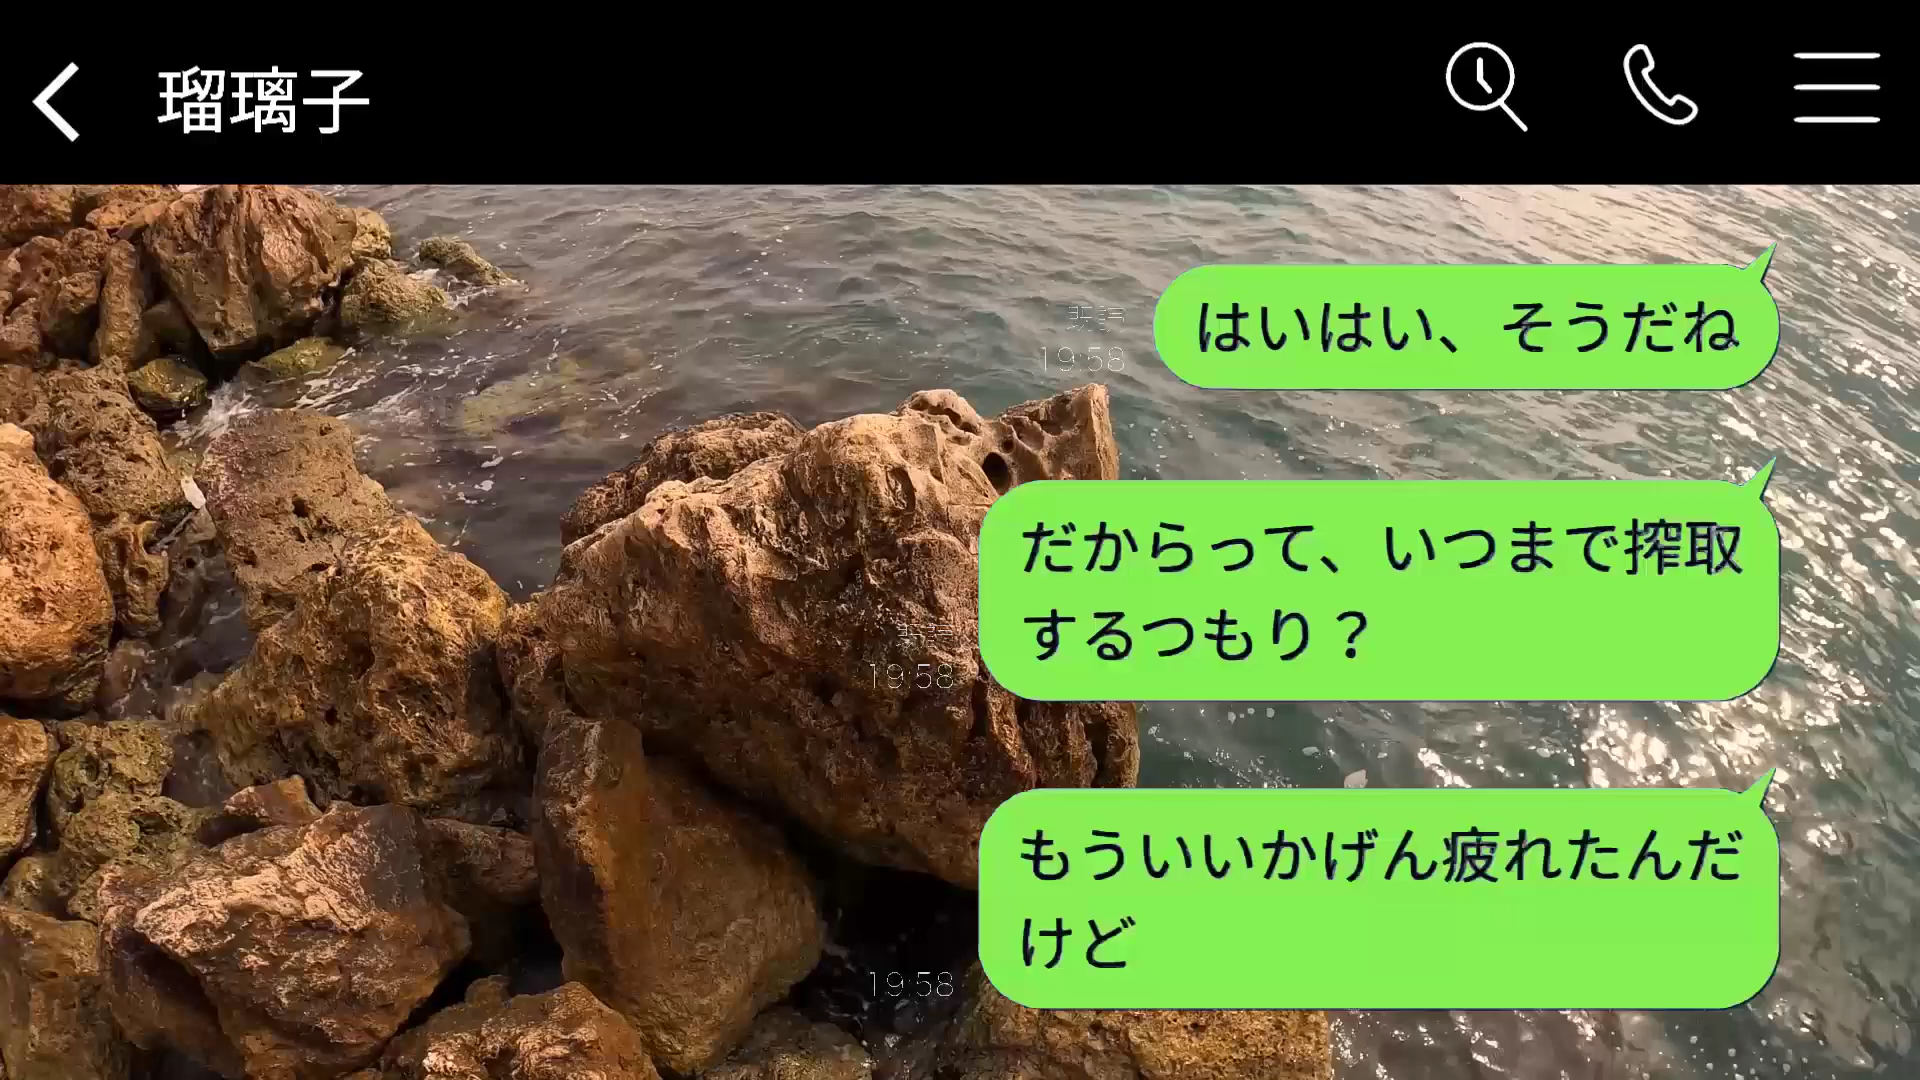 瑠璃子
はいはい、そうだね
既読
19:58
だからって、いつまで搾取
するつもり？
既読
19:58
もういいかげん疲れたんだ
けど
19:58